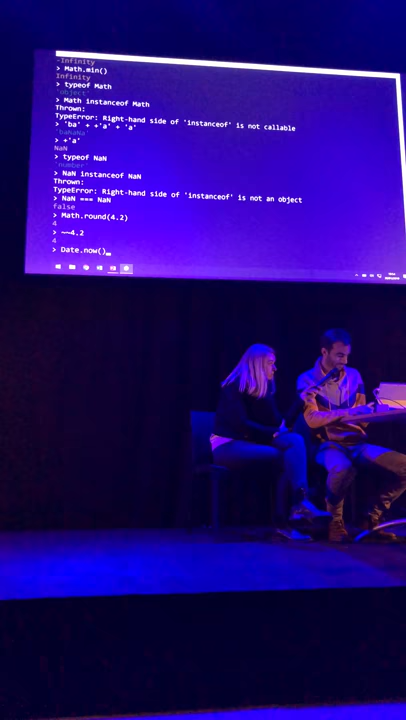 -Infinity
> Math.min()
Infinity
> typeof Math
'object'
> Math instanceof Math
Thrown:
TypeError: Right-hand side of 'instanceof' is not callable
> 'ba' + +'a' + 'a'
'baNaNa'
> +'a'
NaN
> typeof NaN
'number'
> NaN instanceof NaN
Thrown:
TypeError: Right-hand side of 'instanceof' is not an object
> NaN === NaN
false
> Math.round(4.2)
4
> ~~4.2
4
> Date.now()